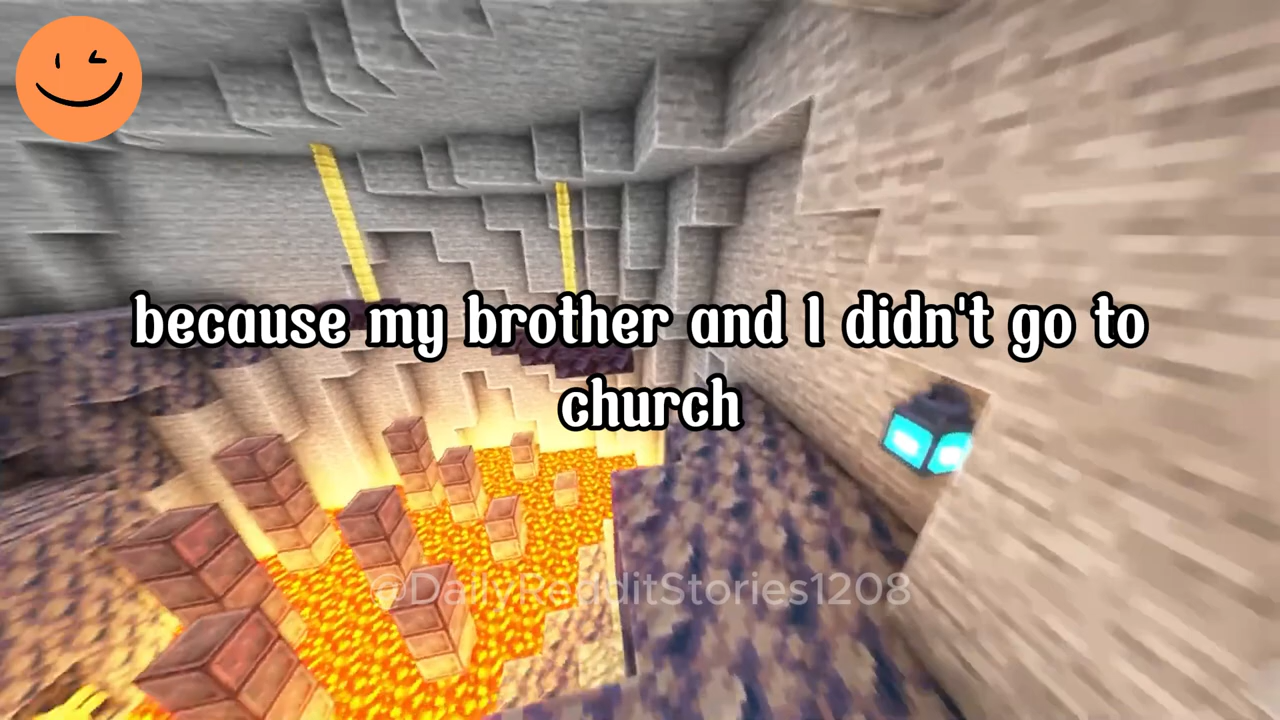 because my brother and I didn't go to
church
@DailyRedditStories1208